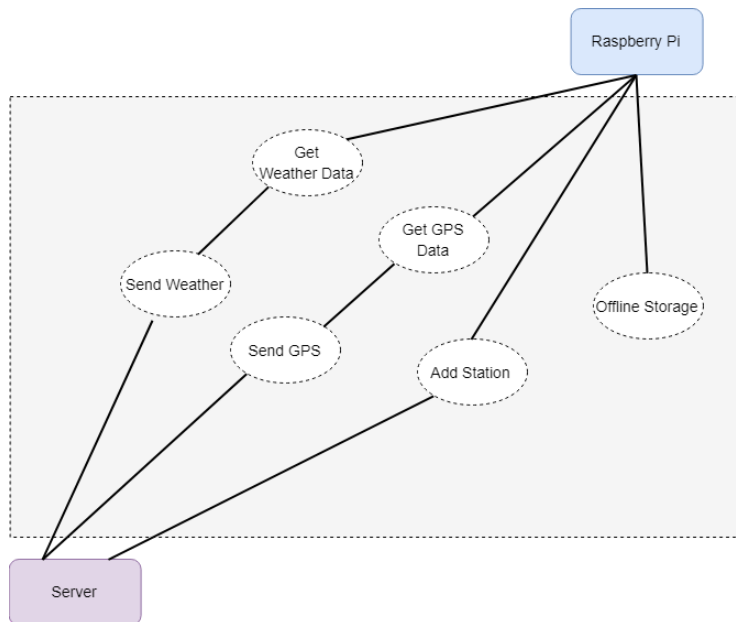 Raspberry Pi
Get
Weather Data
Get GPS
Data
Send Weather
Offline Storage
Send GPS
Add Station
Server